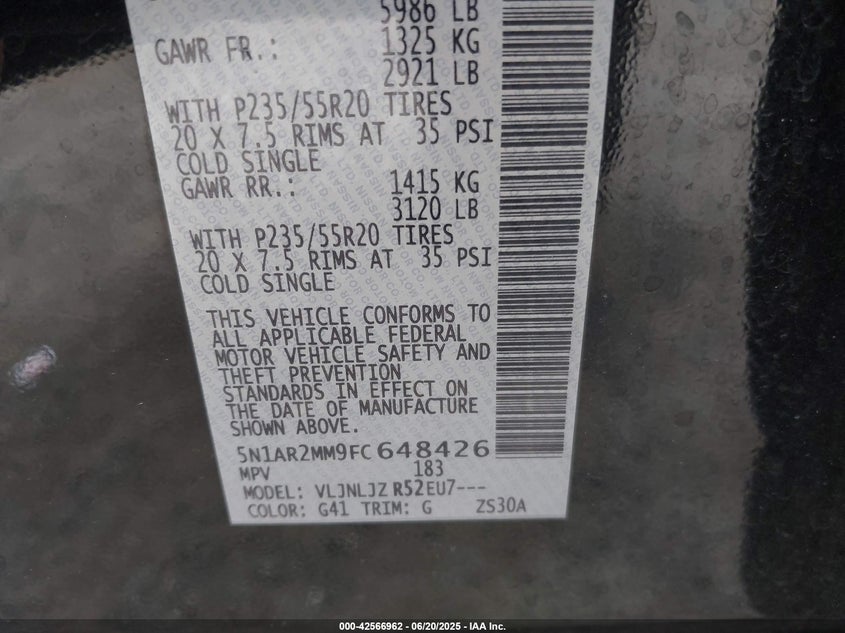 5986 LB
GAWR FR.: 1325 KG
2921 LB
WITH P235/55R20 TIRES
20 X 7.5 RIMS AT 35 PSI
COLD SINGLE
GAWR RR.: 1415 KG
3120 LB
WITH P235/55R20 TIRES
20 X 7.5 RIMS AT 35 PSI
COLD SINGLE
THIS VEHICLE CONFORMS TO
ALL APPLICABLE FEDERAL
MOTOR VEHICLE SAFETY AND
THEFT PREVENTION
STANDARDS IN EFFECT ON
THE DATE OF MANUFACTURE
SHOWN ABOVE.
5N1AR2MM9FC648426
MPV 183
MODEL: VLJNLJZ R52EU7---
COLOR: G41 TRIM: G ZS30A
000-42566962 - 06/20/2025 - IAA Inc.